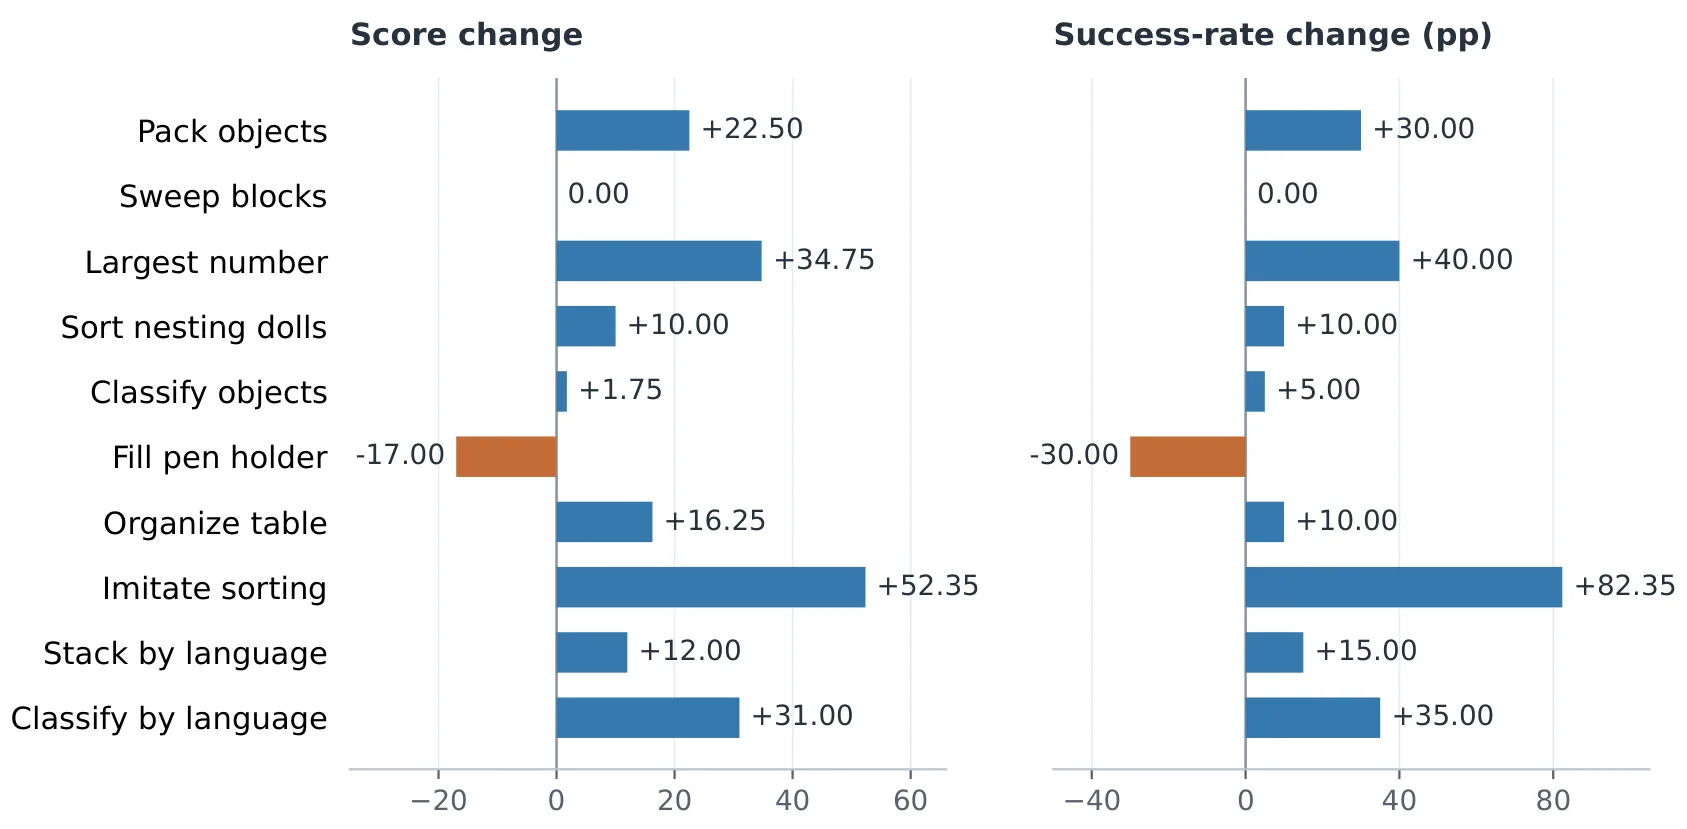 Score change
Success-rate change (pp)
Pack objects +22.50 +30.00
Sweep blocks 0.00 0.00
Largest number +34.75 +40.00
Sort nesting dolls +10.00 +10.00
Classify objects +1.75 +5.00
Fill pen holder -17.00 -30.00
Organize table +16.25 +10.00
Imitate sorting +52.35 +82.35
Stack by language +12.00 +15.00
Classify by language +31.00 +35.00
−20 0 20 40 60
−40 0 40 80